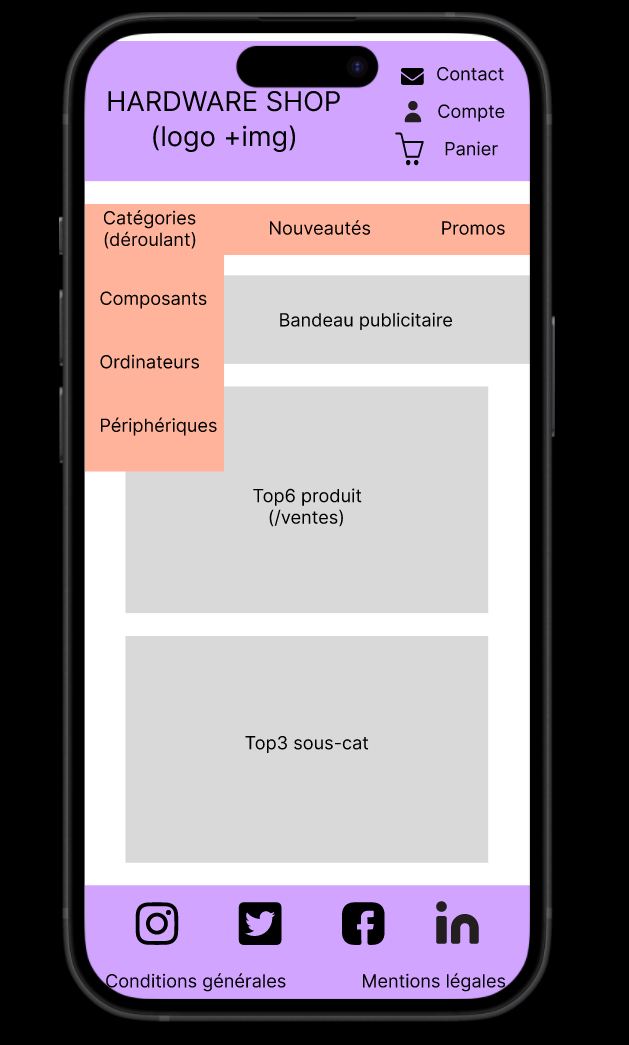 HARDWARE SHOP
(logo +img)
Contact
Compte
Panier
Catégories
(déroulant)
Nouveautés
Promos
Composants
Ordinateurs
Périphériques
Bandeau publicitaire
Top6 produit
(/ventes)
Top3 sous-cat
Conditions générales
Mentions légales